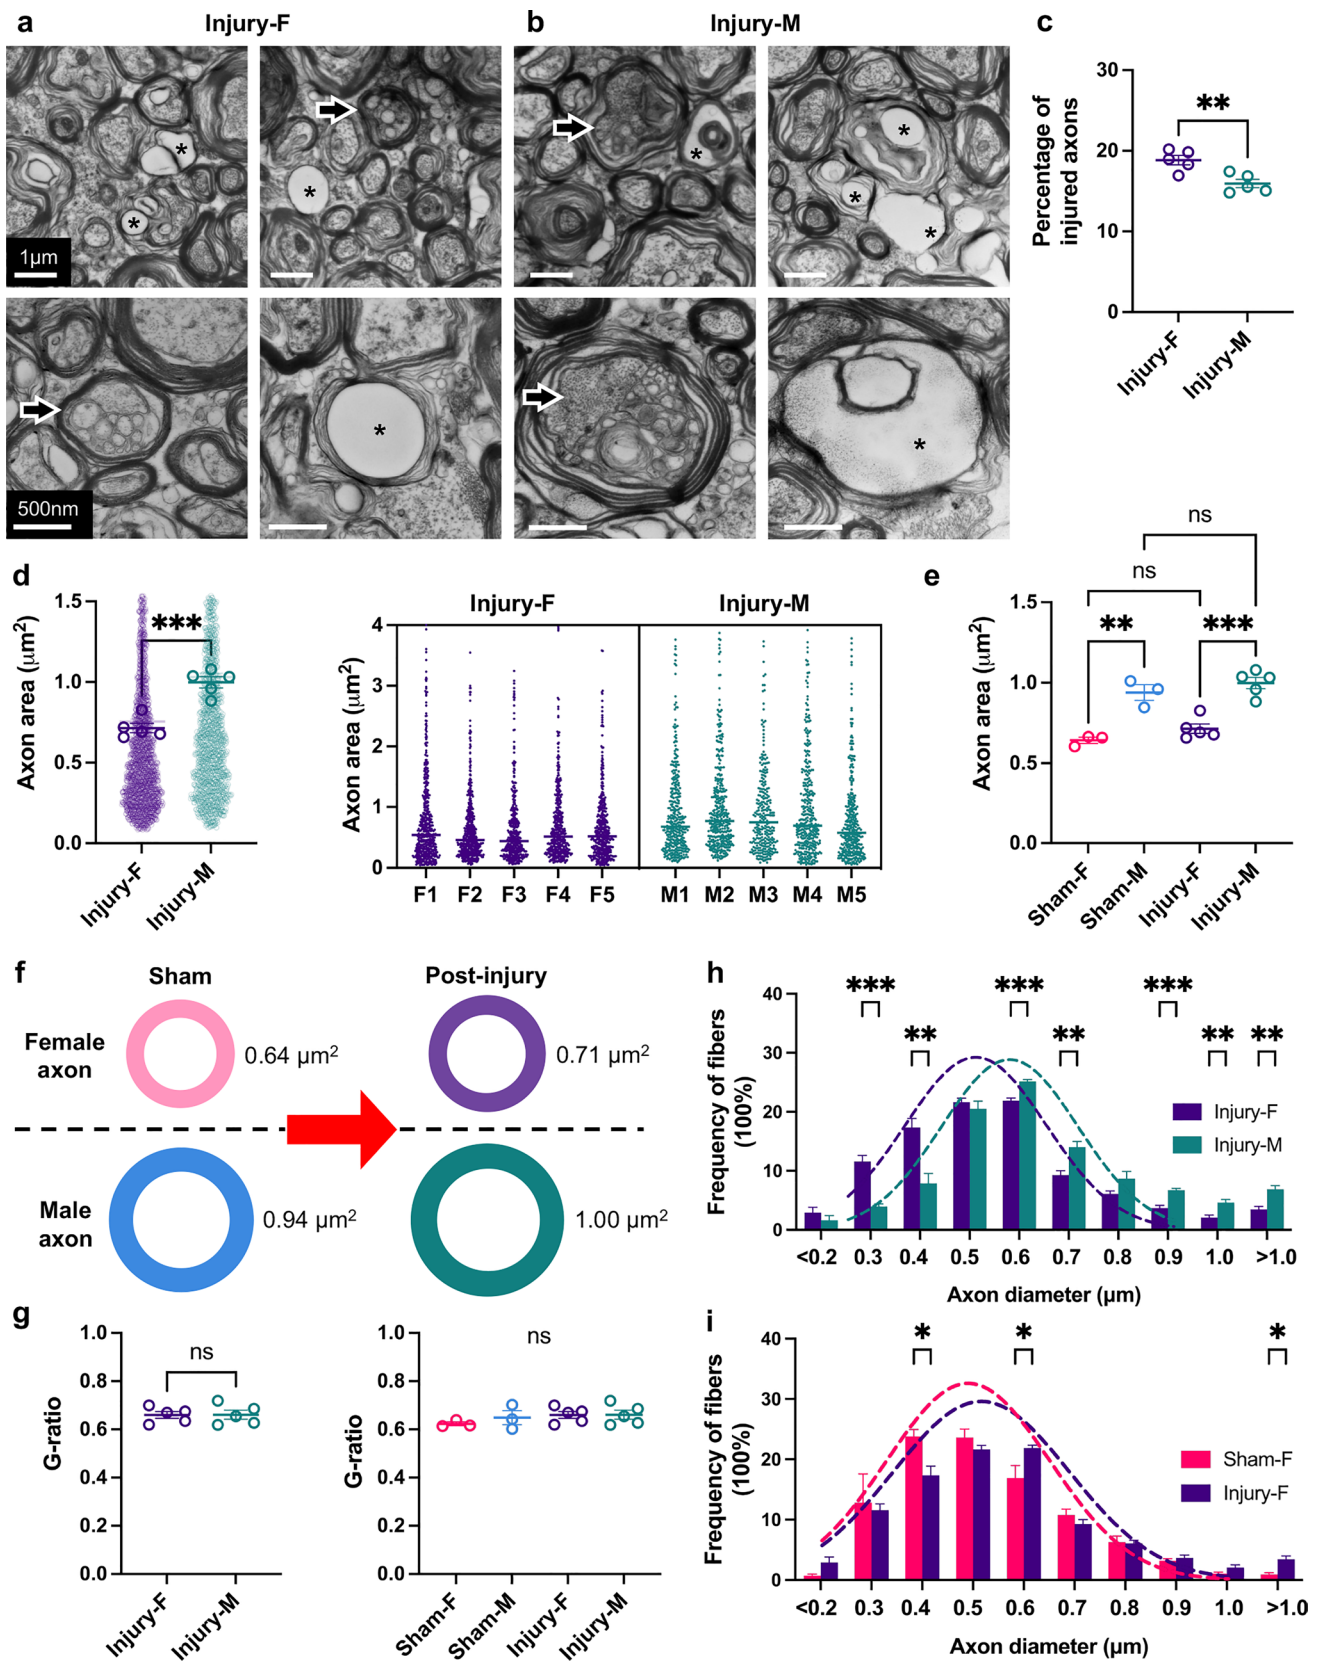 a
Injury-F
b
Injury-M
c
*
*
1µm
*
*
*
*
*
500nm
*
*
Percentage of
injured axons
30
20
10
0
**
Injury-F
Injury-M
d
Axon area (µm²)
1.5
1.0
0.5
0.0
***
Injury-F
Injury-M
Injury-F
Injury-M
Axon area (µm²)
4
3
2
1
0
F1 F2 F3 F4 F5 M1 M2 M3 M4 M5
e
ns
ns
** ***
Axon area (µm²)
1.5
1.0
0.5
0.0
Sham-F
Sham-M
Injury-F
Injury-M
f
Sham
Post-injury
Female
axon
0.64 µm²
0.71 µm²
Male
axon
0.94 µm²
1.00 µm²
g
G-ratio
1.0
0.8
0.6
0.4
0.2
0.0
ns
Injury-F
Injury-M
G-ratio
1.0
0.8
0.6
0.4
0.2
0.0
ns
Sham-F
Sham-M
Injury-F
Injury-M
h
Frequency of fibers
(100%)
40
30
20
10
0
*** ** *** ** *** ** **
Injury-F
Injury-M
<0.2 0.3 0.4 0.5 0.6 0.7 0.8 0.9 1.0 >1.0
Axon diameter (µm)
i
Frequency of fibers
(100%)
40
30
20
10
0
* * *
Sham-F
Injury-F
<0.2 0.3 0.4 0.5 0.6 0.7 0.8 0.9 1.0 >1.0
Axon diameter (µm)